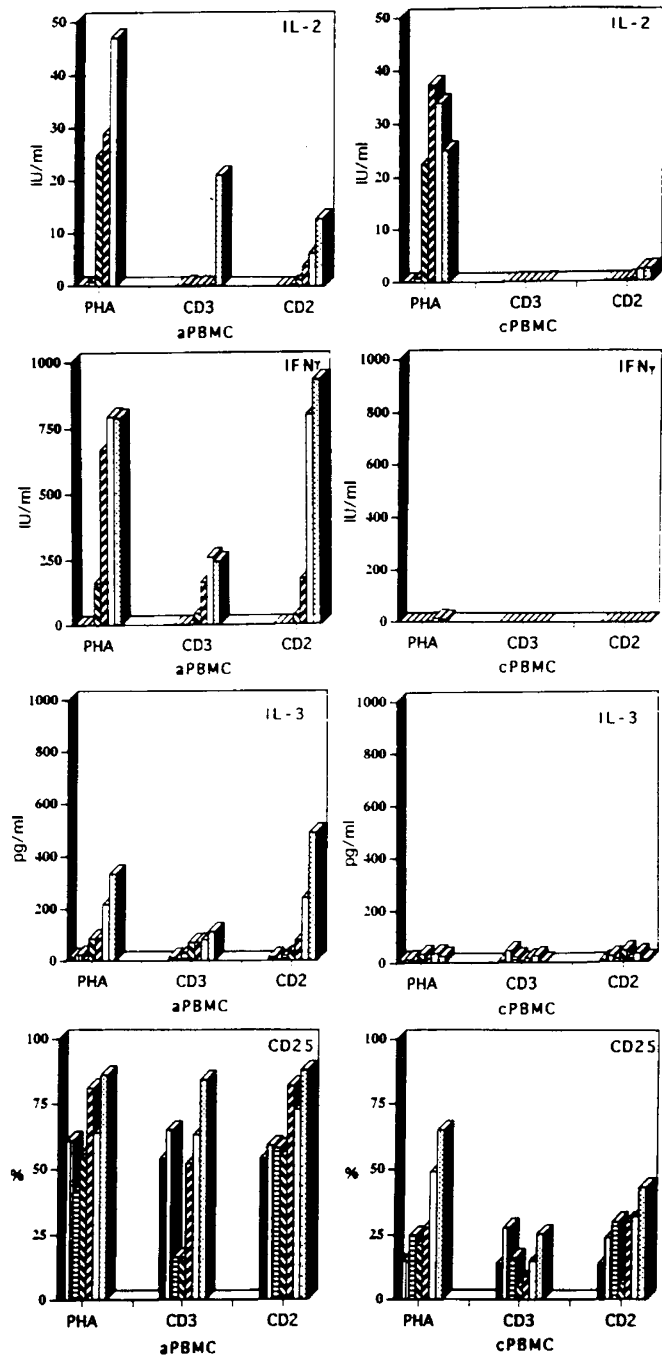 IL-2
50
40
30
20
10
0
IU/ml
PHA CD3 CD2
aPBMC
IL-2
50
40
30
20
10
0
IU/ml
PHA CD3 CD2
cPBMC
IFNγ
1000
750
500
250
0
IU/ml
PHA CD3 CD2
aPBMC
IFNγ
1000
800
600
400
200
0
IU/ml
PHA CD3 CD2
cPBMC
IL-3
1000
800
600
400
200
0
pg/ml
PHA CD3 CD2
aPBMC
IL-3
1000
800
600
400
200
0
pg/ml
PHA CD3 CD2
cPBMC
CD25
100
75
50
25
0
%
PHA CD3 CD2
aPBMC
CD25
100
75
50
25
0
%
PHA CD3 CD2
cPBMC